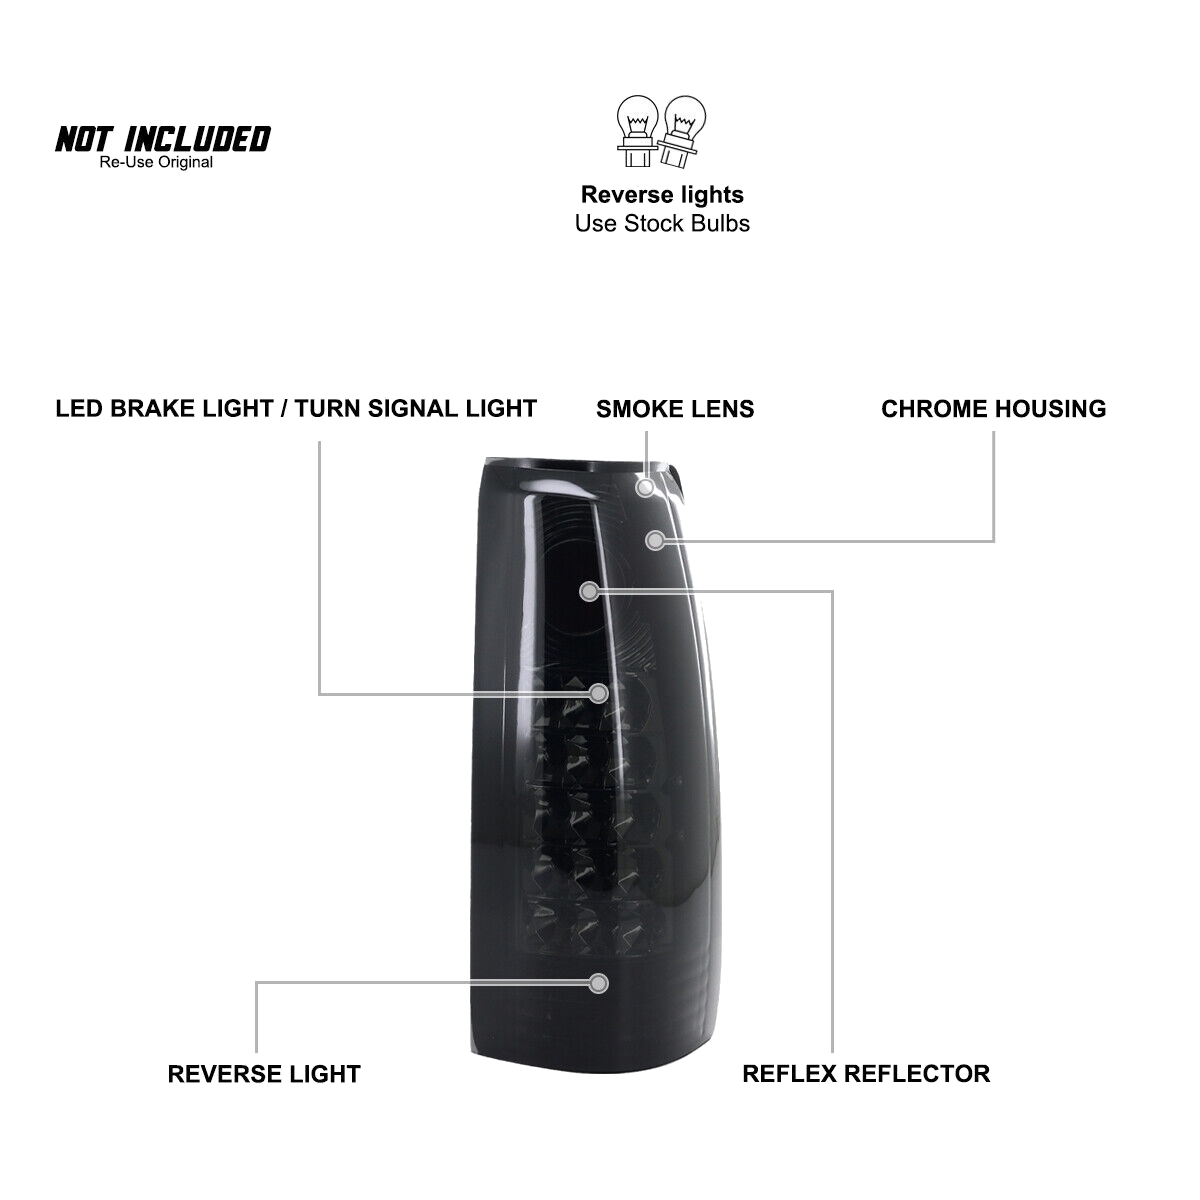 NOT INCLUDED
Re-Use Original
Reverse lights
Use Stock Bulbs
LED BRAKE LIGHT / TURN SIGNAL LIGHT
SMOKE LENS
CHROME HOUSING
REVERSE LIGHT
REFLEX REFLECTOR